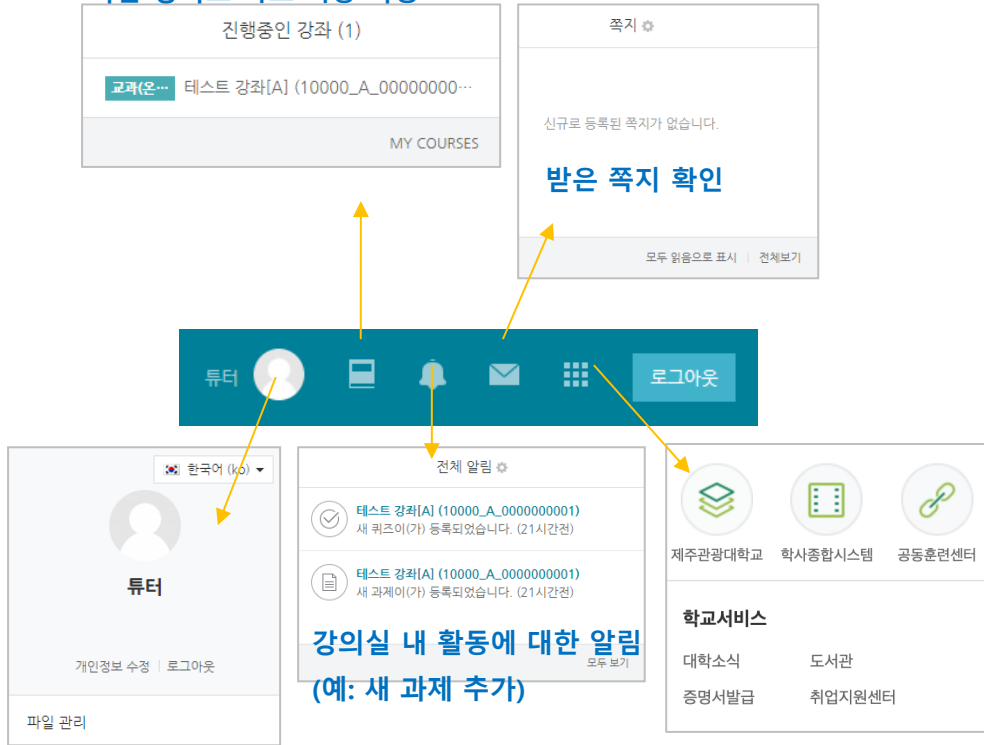 진행중인 강좌 (1)
교과(온… 테스트 강좌[A] (10000_A_00000000…
MY COURSES
쪽지
신규로 등록된 쪽지가 없습니다.
받은 쪽지 확인
모두 읽음으로 표시 | 전체보기
튜터
로그아웃
한국어 (ko)
튜터
개인정보 수정 | 로그아웃
파일 관리
전체 알림
테스트 강좌[A] (10000_A_0000000001)
새 퀴즈이(가) 등록되었습니다. (21시간전)
테스트 강좌[A] (10000_A_0000000001)
새 과제이(가) 등록되었습니다. (21시간전)
강의실 내 활동에 대한 알림
모두 보기
(예: 새 과제 추가)
제주관광대학교 학사종합시스템 공동훈련센터
학교서비스
대학소식 도서관
증명서발급 취업지원센터